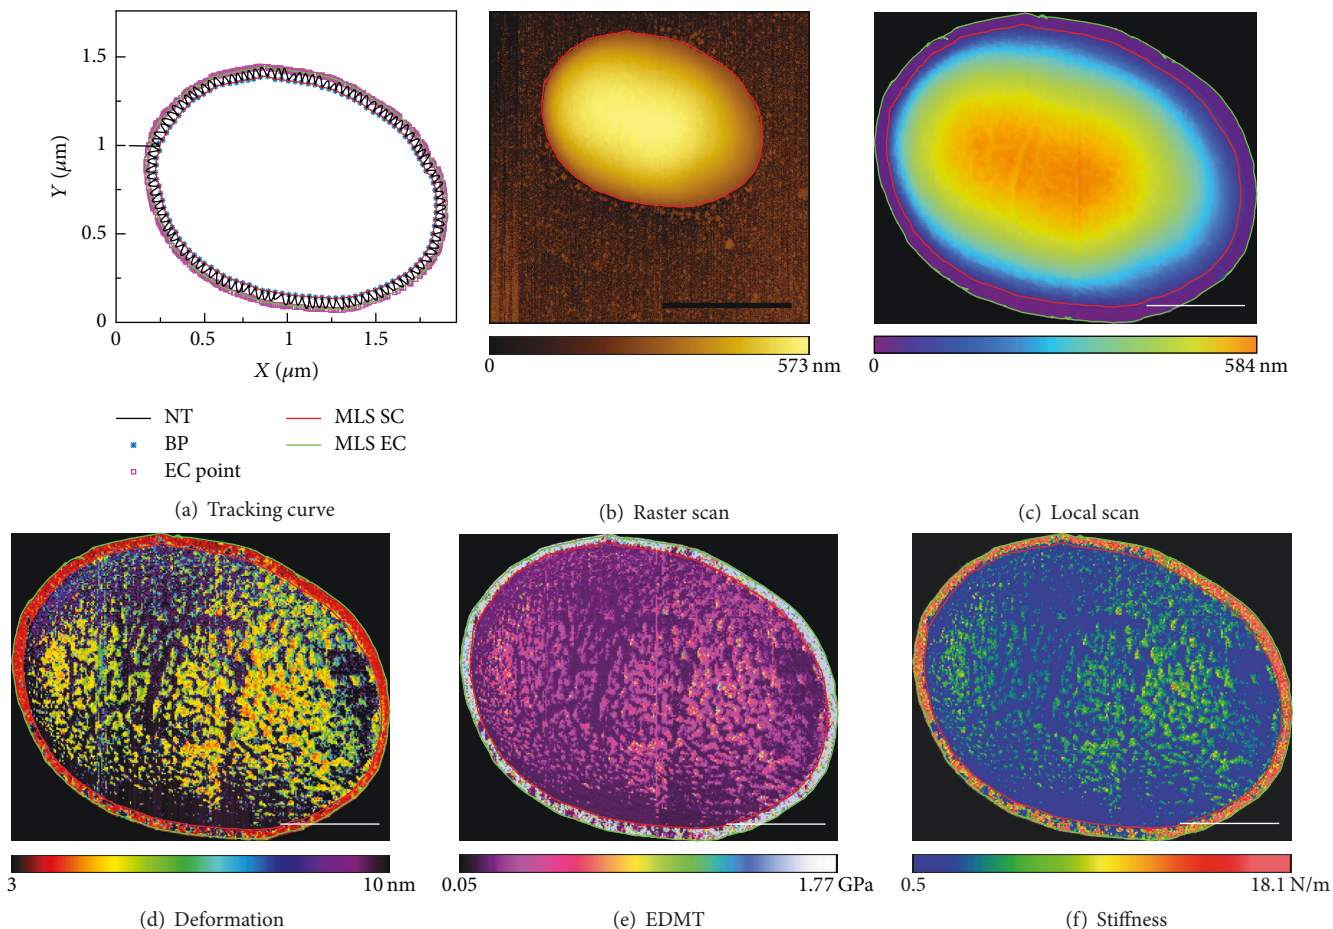 1.5
1
0.5
0
Y (μm)
0
0.5
1
1.5
X (μm)
NT
BP
EC point
MLS SC
MLS EC
(a) Tracking curve
0
573 nm
(b) Raster scan
0
584 nm
(c) Local scan
3
10 nm
(d) Deformation
0.05
1.77 GPa
(e) EDMT
0.5
18.1 N/m
(f) Stiffness